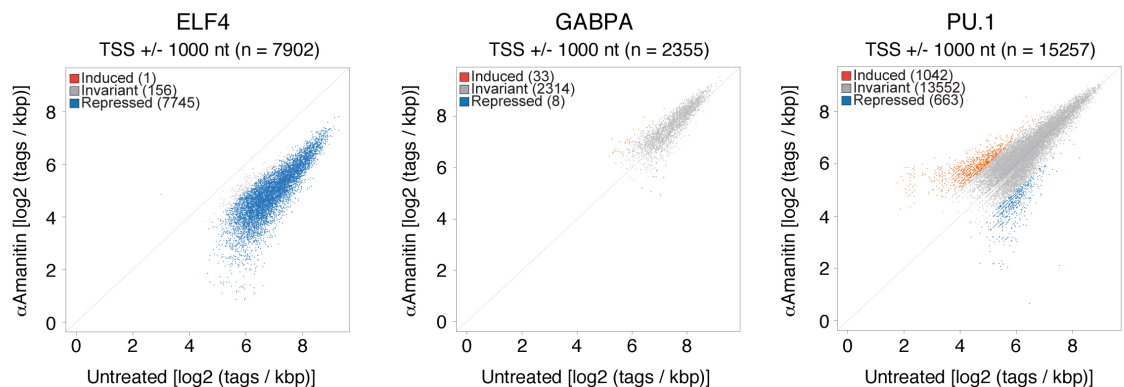 ELF4
TSS +/- 1000 nt (n = 7902)
Induced (1)
Invariant (156)
Repressed (7745)
αAmanitin [log2 (tags / kbp)]
8
6
4
2
0
0 2 4 6 8
Untreated [log2 (tags / kbp)]
GABPA
TSS +/- 1000 nt (n = 2355)
Induced (33)
Invariant (2314)
Repressed (8)
αAmanitin [log2 (tags / kbp)]
8
6
4
2
0
0 2 4 6 8
Untreated [log2 (tags / kbp)]
PU.1
TSS +/- 1000 nt (n = 15257)
Induced (1042)
Invariant (13552)
Repressed (663)
αAmanitin [log2 (tags / kbp)]
8
6
4
2
0
0 2 4 6 8
Untreated [log2 (tags / kbp)]